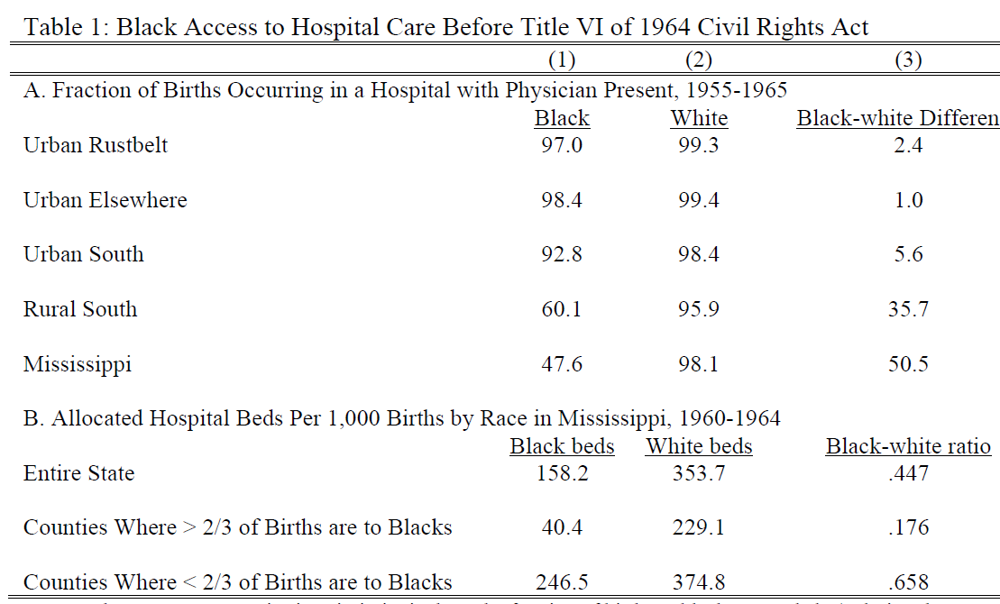 Table 1: Black Access to Hospital Care Before Title VI of 1964 Civil Rights Act
(1) (2) (3)
A. Fraction of Births Occurring in a Hospital with Physician Present, 1955-1965
Black White Black-white Differen
Urban Rustbelt 97.0 99.3 2.4
Urban Elsewhere 98.4 99.4 1.0
Urban South 92.8 98.4 5.6
Rural South 60.1 95.9 35.7
Mississippi 47.6 98.1 50.5
B. Allocated Hospital Beds Per 1,000 Births by Race in Mississippi, 1960-1964
Black beds White beds Black-white ratio
Entire State 158.2 353.7 .447
Counties Where > 2/3 of Births are to Blacks 40.4 229.1 .176
Counties Where < 2/3 of Births are to Blacks 246.5 374.8 .658